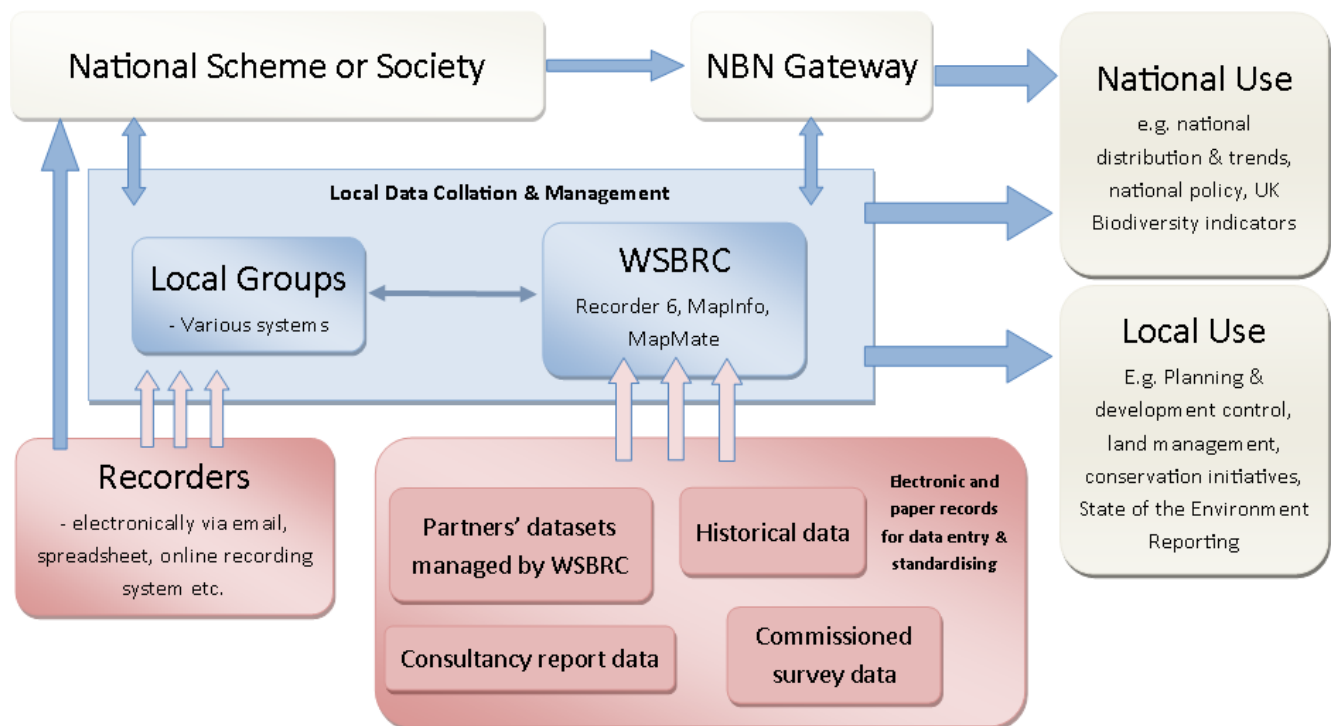 National Scheme or Society
NBN Gateway
National Use
e.g. national
distribution & trends,
national policy, UK
Biodiversity indicators
Local Data Collation & Management
Local Groups
- Various systems
WSBRC
Recorder 6, MapInfo,
MapMate
Local Use
E.g. Planning &
development control,
land management,
conservation initiatives,
State of the Environment
Reporting
Recorders
- electronically via email,
spreadsheet, online recording
system etc.
Partners’ datasets
managed by WSBRC
Historical data
Electronic and
paper records
for data entry &
standardising
Consultancy report data
Commissioned
survey data